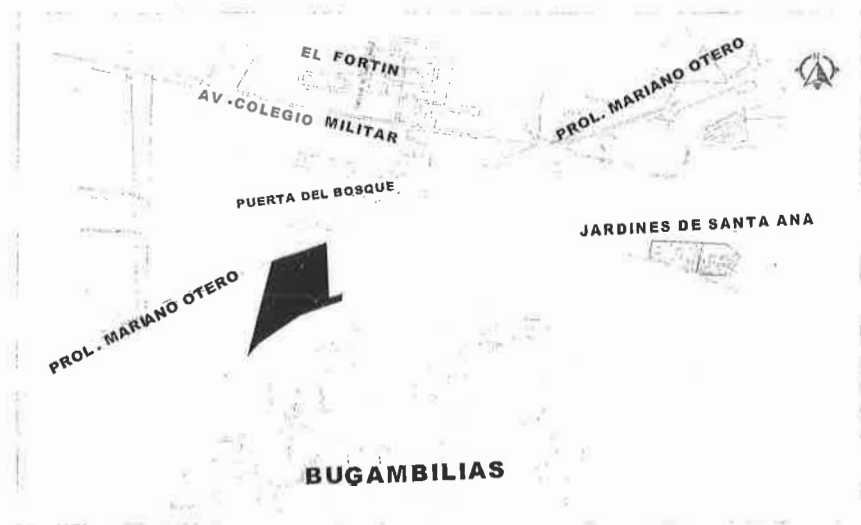 EL FORTIN
PROL. MARIANO OTERO
AV. COLEGIO MILITAR
PUERTA DEL BOSQUE
JARDINES DE SANTA ANA
PROL. MARIANO OTERO
BUGAMBILIAS